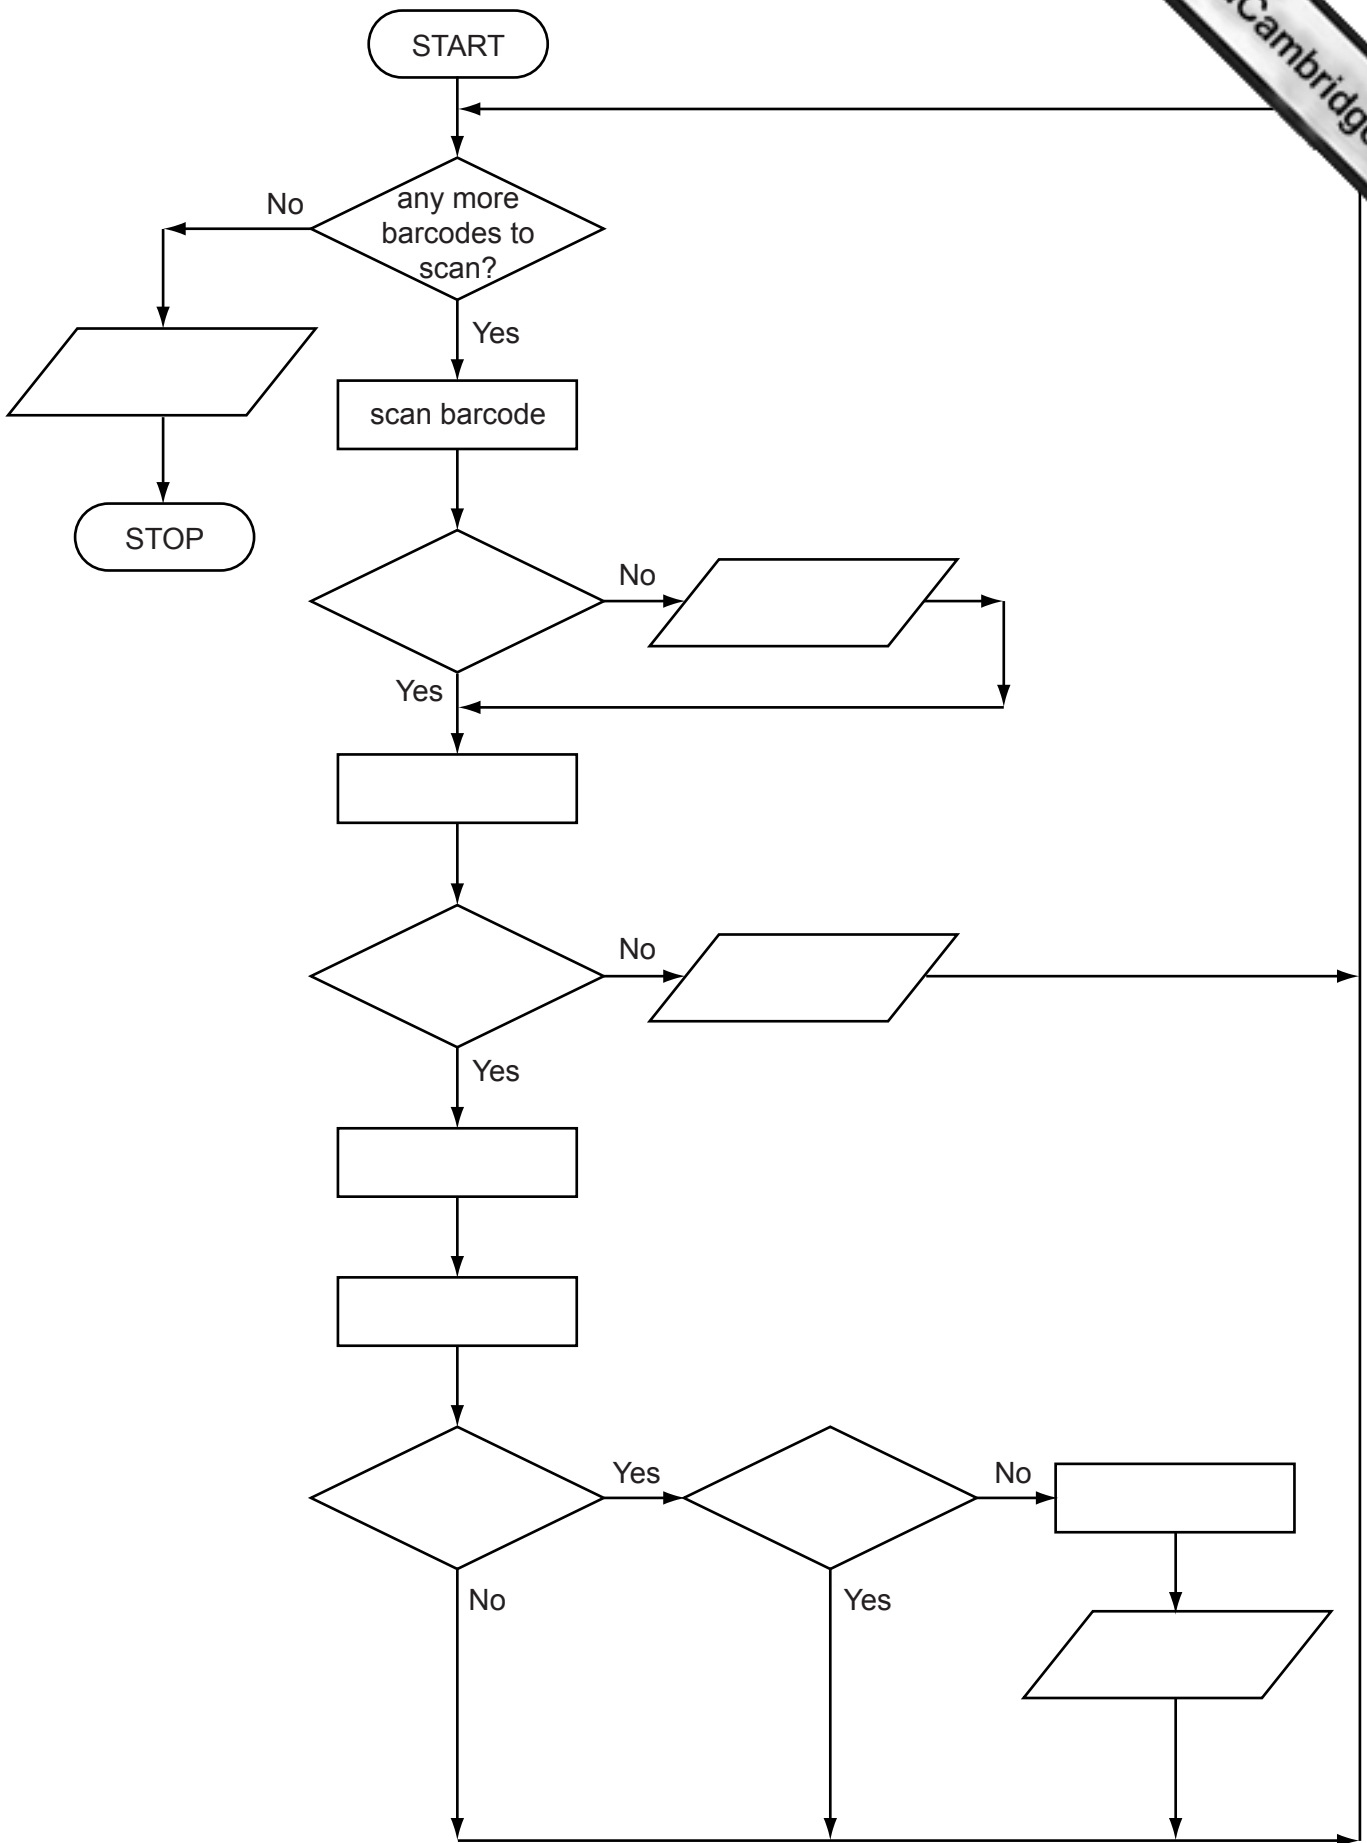 Cambridge
START
No
any more
barcodes to
scan?
Yes
scan barcode
STOP
No
Yes
No
Yes
Yes
No
No
Yes